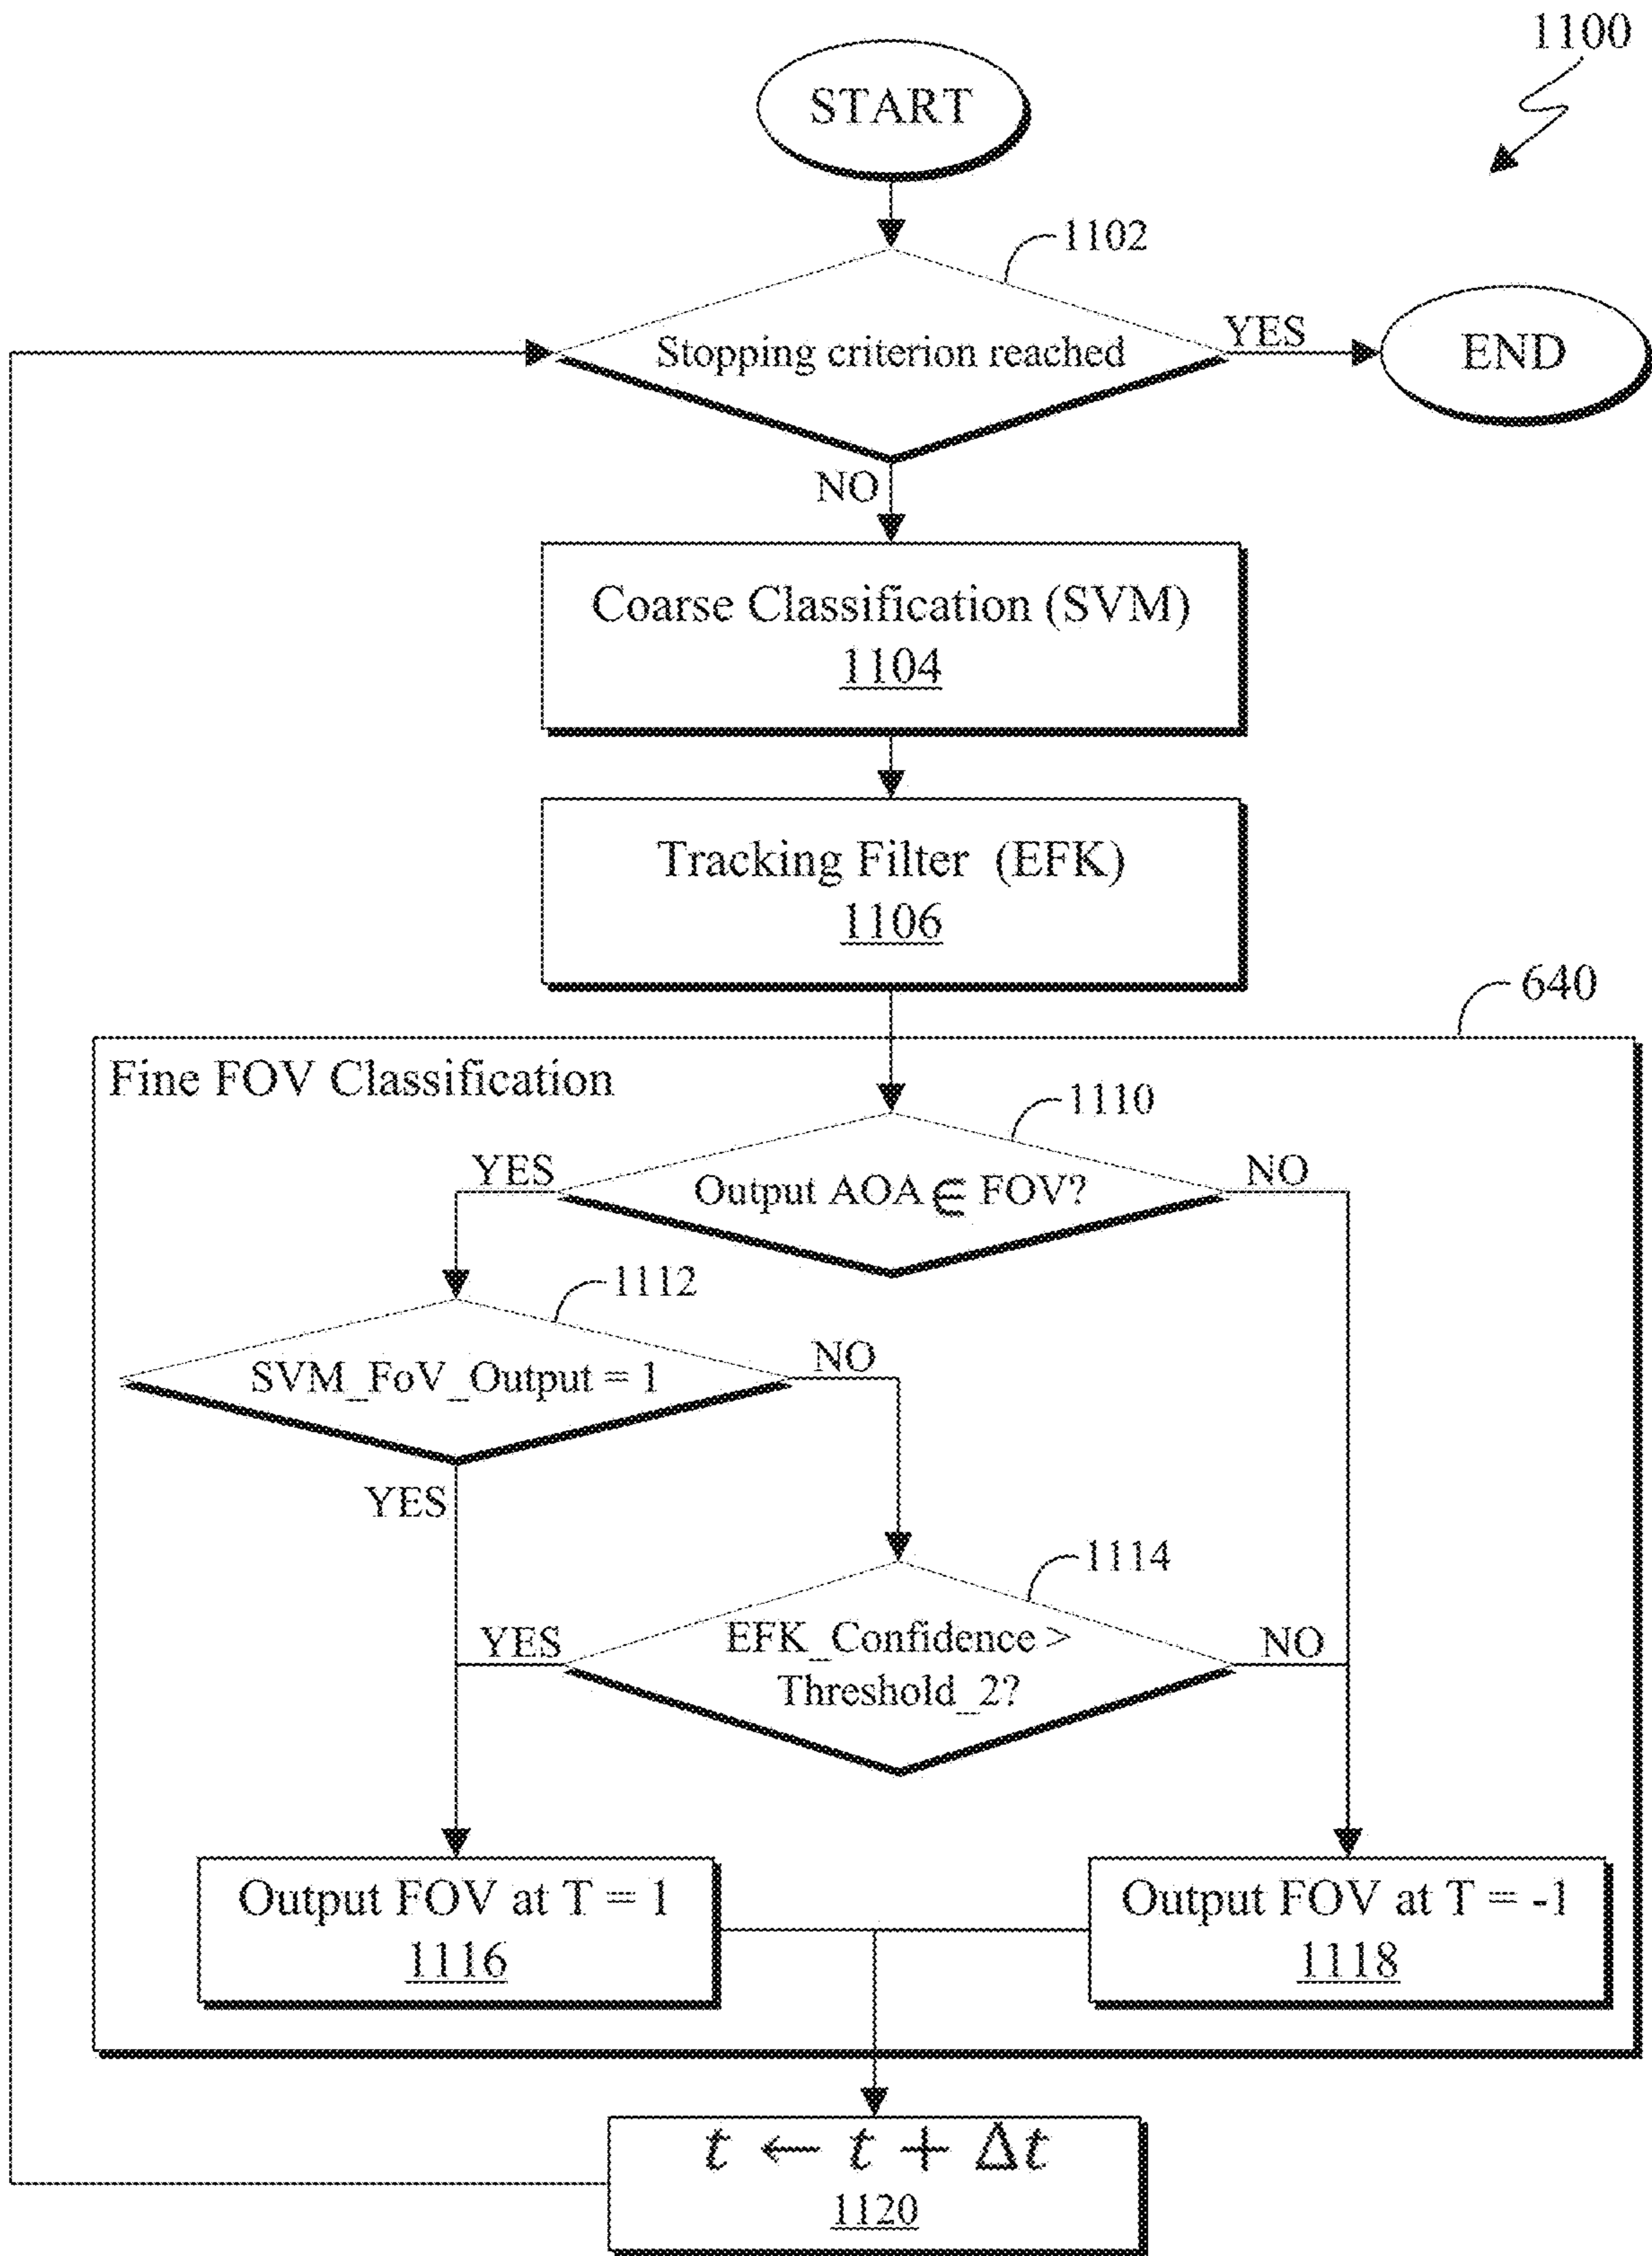 1100
START
1102
Stopping criterion reached
YES
END
NO
Coarse Classification (SVM)
1104
Tracking Filter (EFK)
1106
640
Fine FOV Classification
1110
YES
Output AOA ∈ FOV?
NO
1112
SVM_FoV_Output = 1
NO
YES
1114
YES
EFK_Confidence >
Threshold_2?
NO
Output FOV at T = 1
1116
Output FOV at T = -1
1118
t ← t + Δt
1120